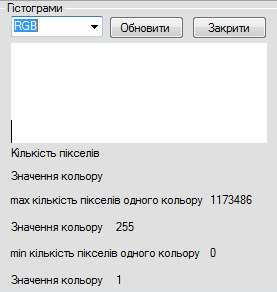 Гістограми
RGB Обновити Закрити
Кількість пікселів
Значення кольору
max кількість пікселів одного кольору 1173486
Значення кольору 255
min кількість пікселів одного кольору 0
Значення кольору 1